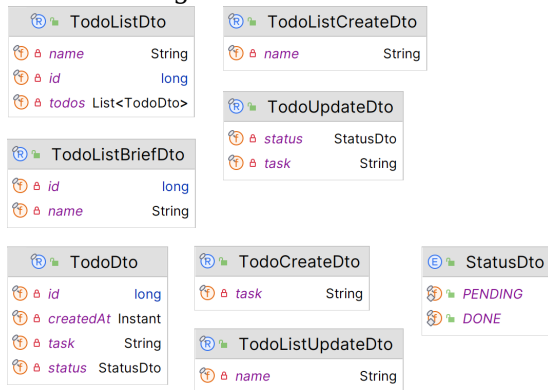 TodoListDto
name String
id long
todos List<TodoDto>
TodoListCreateDto
name String
TodoUpdateDto
status StatusDto
task String
TodoListBriefDto
id long
name String
TodoDto
id long
createdAt Instant
task String
status StatusDto
TodoCreateDto
task String
TodoListUpdateDto
name String
StatusDto
PENDING
DONE